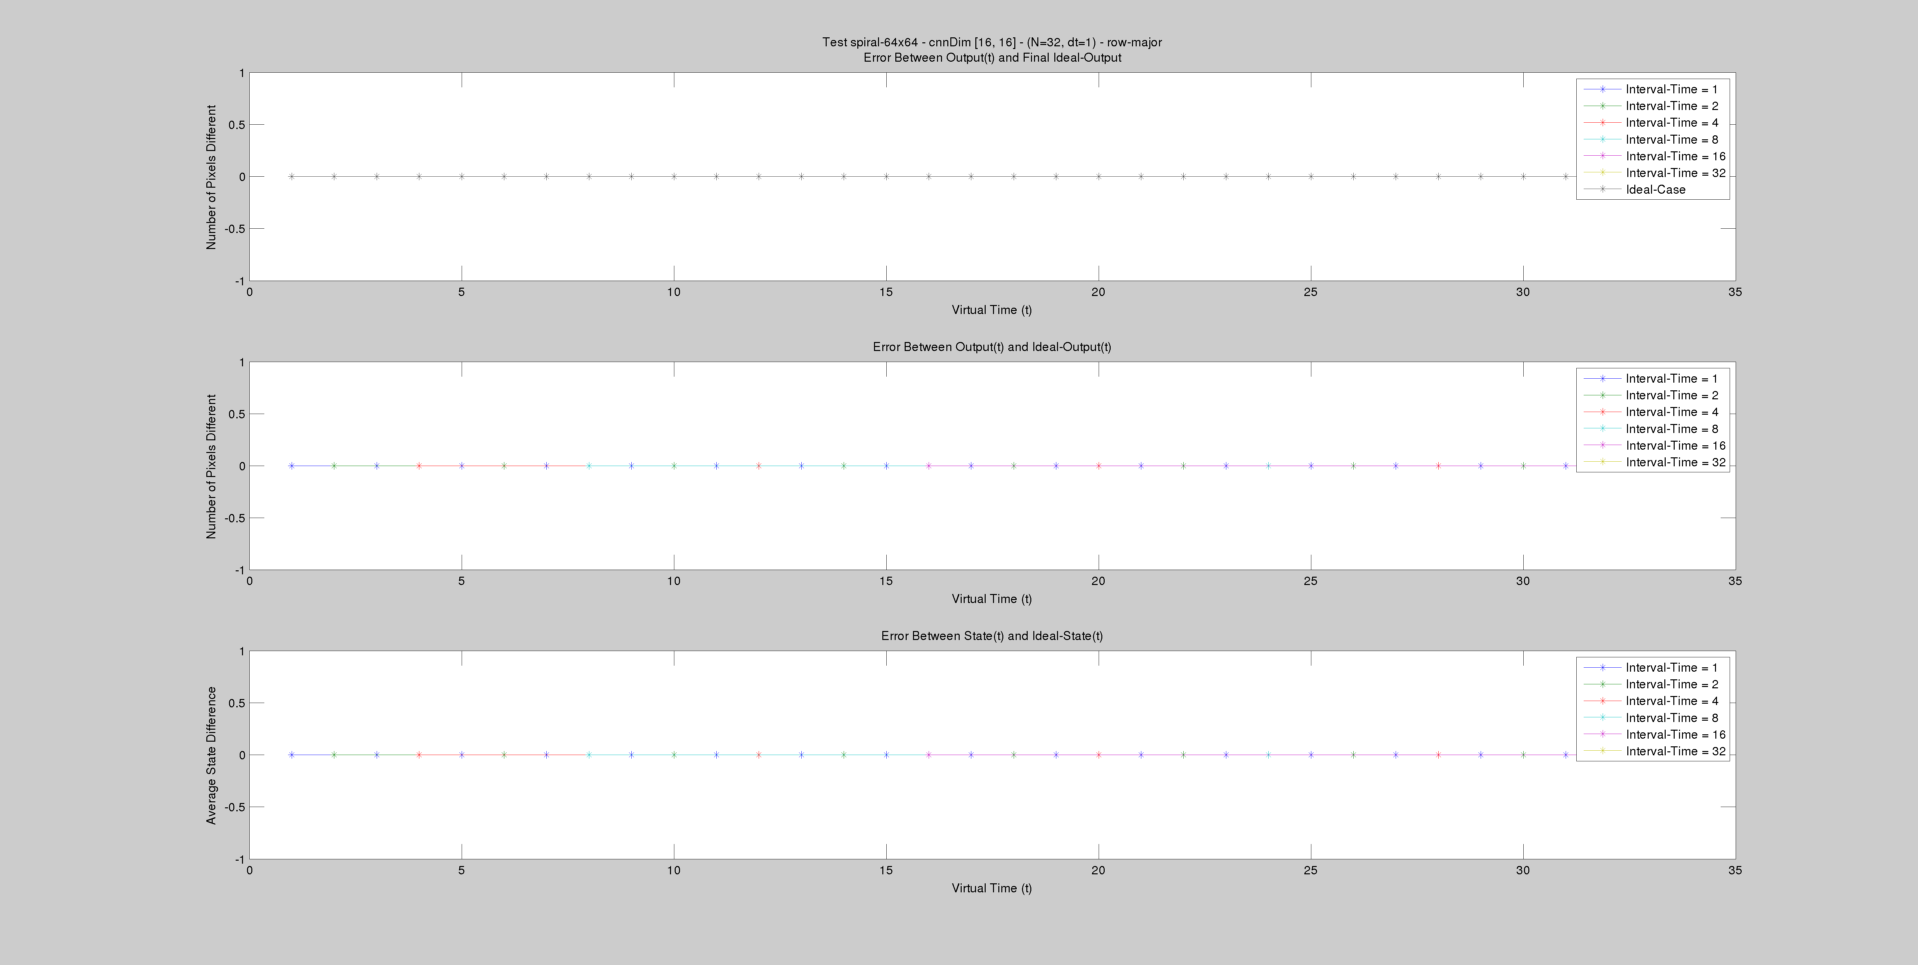 Test spiral-64x64 - cnnDim [16, 16] - (N=32, dt=1) - row-major
Error Between Output(t) and Final Ideal-Output
Number of Pixels Different
1
0.5
0
-0.5
-1
0 5 10 15 20 25 30 35
Virtual Time (t)
Interval-Time = 1
Interval-Time = 2
Interval-Time = 4
Interval-Time = 8
Interval-Time = 16
Interval-Time = 32
Ideal-Case
Error Between Output(t) and Ideal-Output(t)
Number of Pixels Different
1
0.5
0
-0.5
-1
0 5 10 15 20 25 30 35
Virtual Time (t)
Interval-Time = 1
Interval-Time = 2
Interval-Time = 4
Interval-Time = 8
Interval-Time = 16
Interval-Time = 32
Error Between State(t) and Ideal-State(t)
Average State Difference
1
0.5
0
-0.5
-1
0 5 10 15 20 25 30 35
Virtual Time (t)
Interval-Time = 1
Interval-Time = 2
Interval-Time = 4
Interval-Time = 8
Interval-Time = 16
Interval-Time = 32